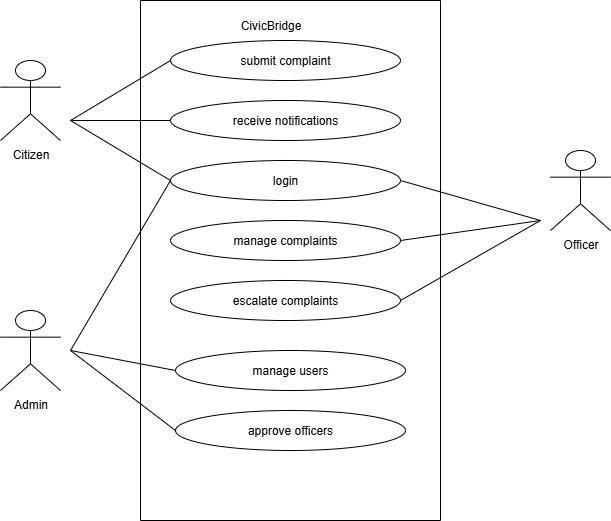 CivicBridge
submit complaint
Citizen
receive notifications
login
Officer
manage complaints
escalate complaints
Admin
manage users
approve officers